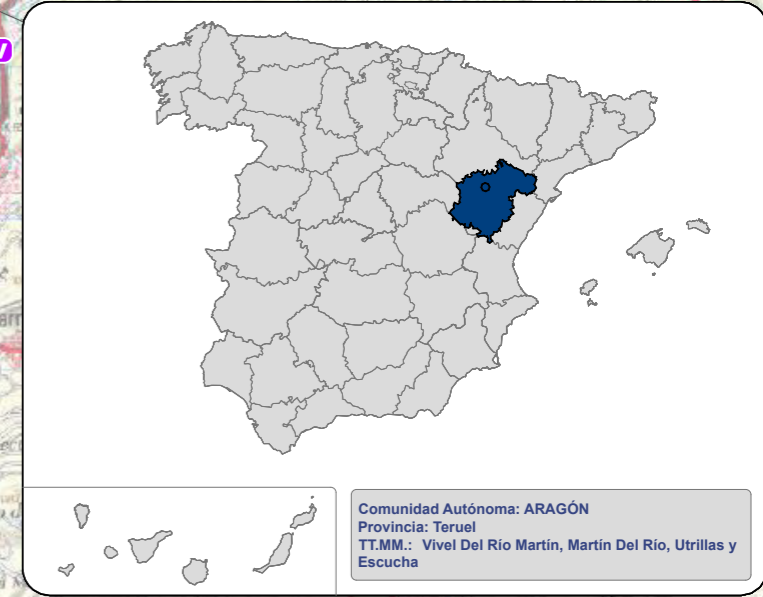 Comunidad Autónoma: ARAGÓN
Provincia: Teruel
TT.MM.: Vivel Del Río Martín, Martín Del Río, Utrillas y
Escucha